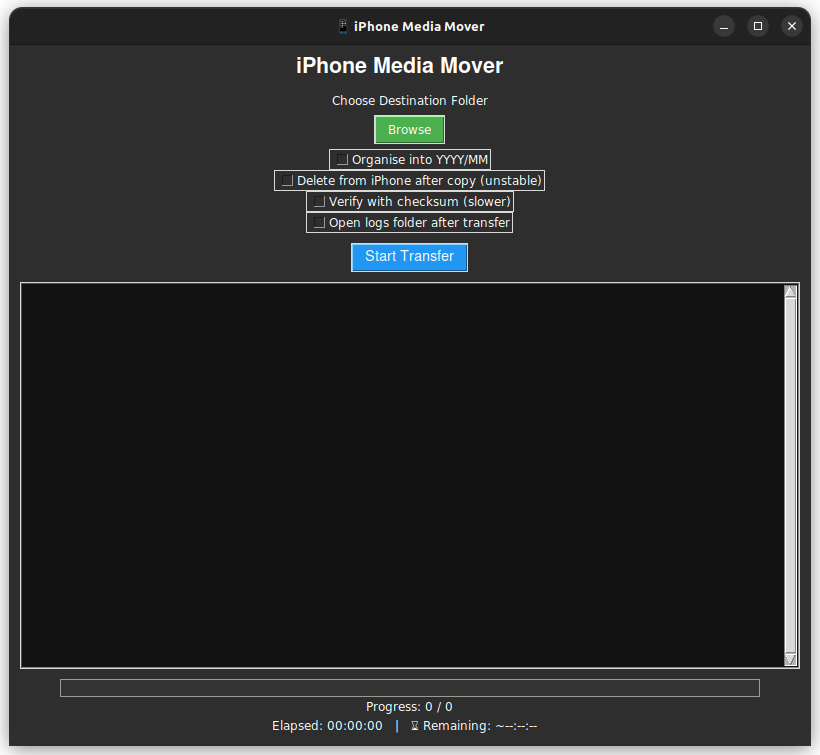 📱 iPhone Media Mover
iPhone Media Mover
Choose Destination Folder
Browse
Organise into YYYY/MM
Delete from iPhone after copy (unstable)
Verify with checksum (slower)
Open logs folder after transfer
Start Transfer
Progress: 0 / 0
Elapsed: 00:00:00 | ⌛ Remaining: ~--:--:--